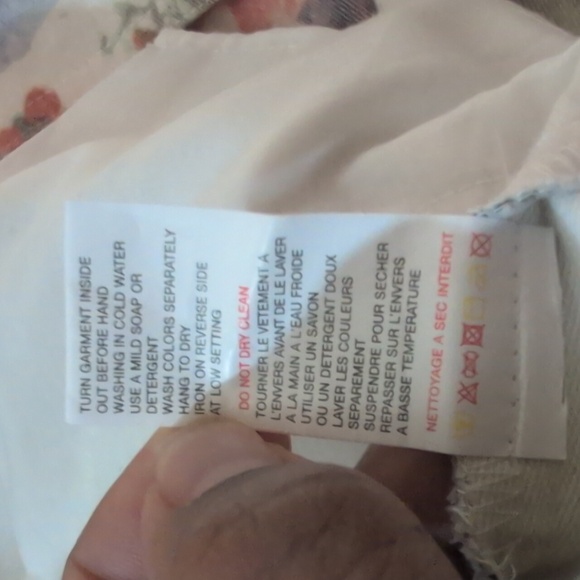 TURN GARMENT INSIDE
OUT BEFORE HAND
WASHING IN COLD WATER
USE A MILD SOAP OR
DETERGENT
WASH COLORS SEPARATELY
HANG TO DRY
IRON ON REVERSE SIDE
AT LOW SETTING
DO NOT DRY CLEAN
TOURNER LE VETEMENT À
L'ENVERS AVANT DE LE LAVER
A LA MAIN A L'EAU FROIDE
UTILISER UN SAVON
OU UN DETERGENT DOUX
LAVER LES COULEURS
SEPAREMENT
SUSPENDRE POUR SECHER
REPASSER SUR L'ENVERS
A BASSE TEMPERATURE
NETTOYAGE A SEC INTERDIT